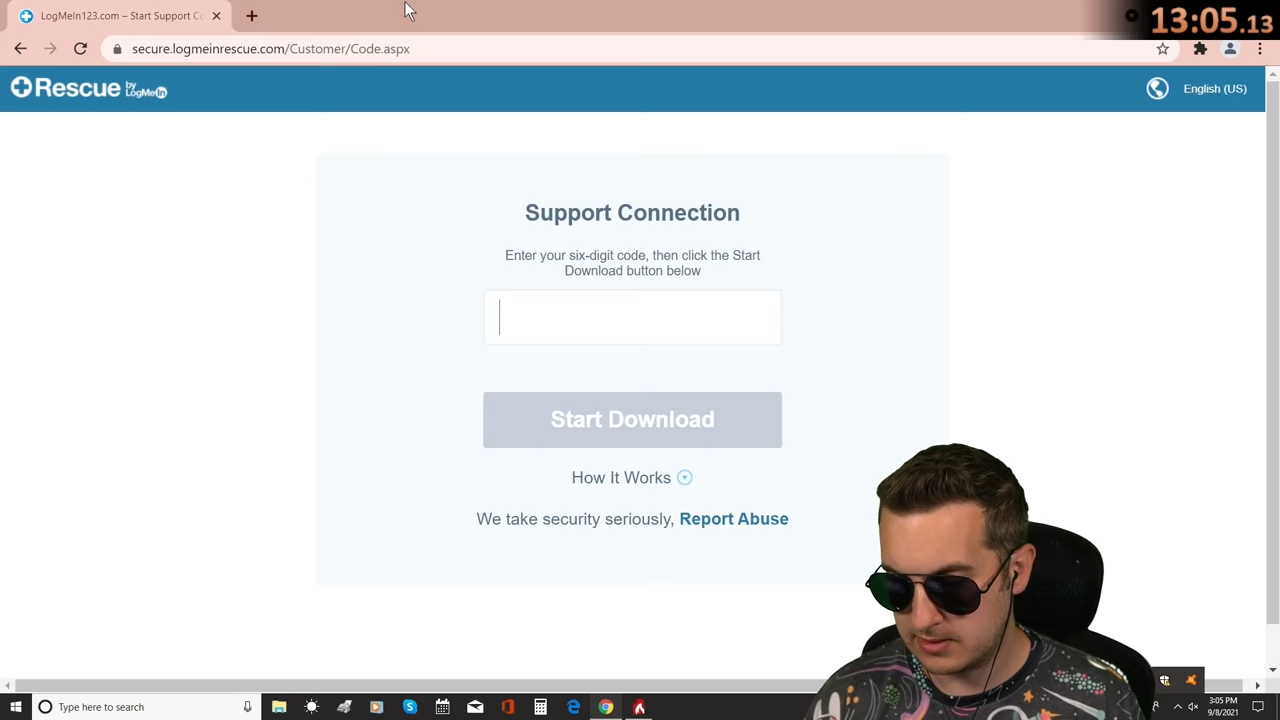 LogMeIn123.com – Start Support C
13:05.13
secure.logmeinrescue.com/Customer/Code.aspx
Rescue by LogMeIn
English (US)
Support Connection
Enter your six-digit code, then click the Start
Download button below
Start Download
How It Works
We take security seriously, Report Abuse
Type here to search
3:05 PM
9/8/2021